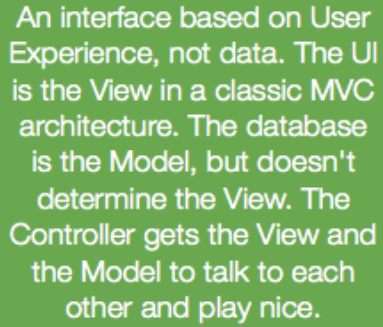 An interface based on User
Experience, not data. The UI
is the View in a classic MVC
architecture. The database
is the Model, but doesn't
determine the View. The
Controller gets the View and
the Model to talk to each
other and play nice.